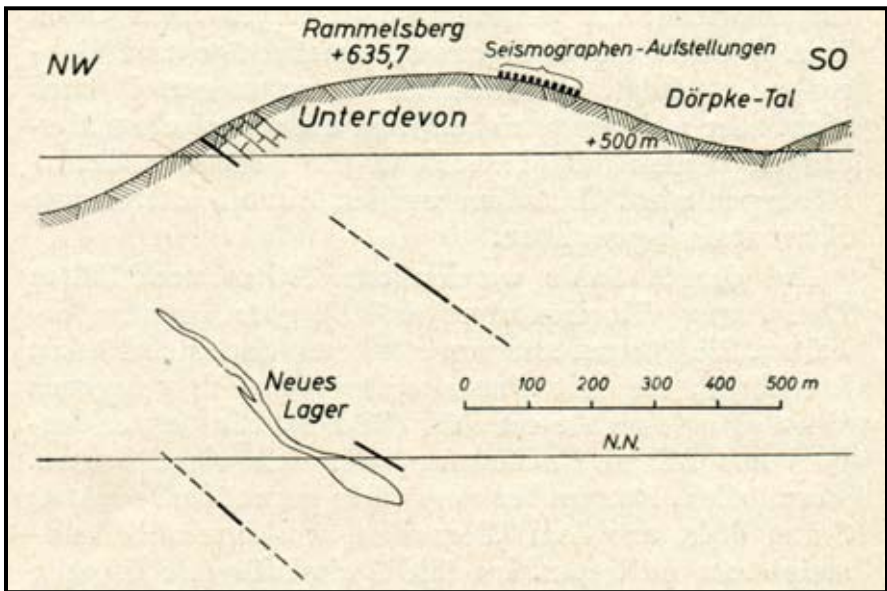 NW
Rammelsberg
+635,7
Seismographen-Aufstellungen
SO
Dörpke-Tal
Unterdevon
+500 m
Neues
Lager
0 100 200 300 400 500 m
N.N.